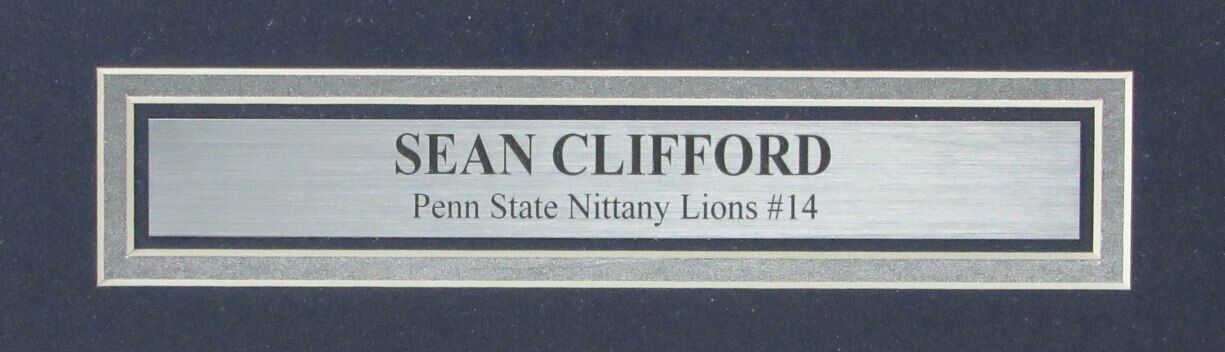 SEAN CLIFFORD
Penn State Nittany Lions #14